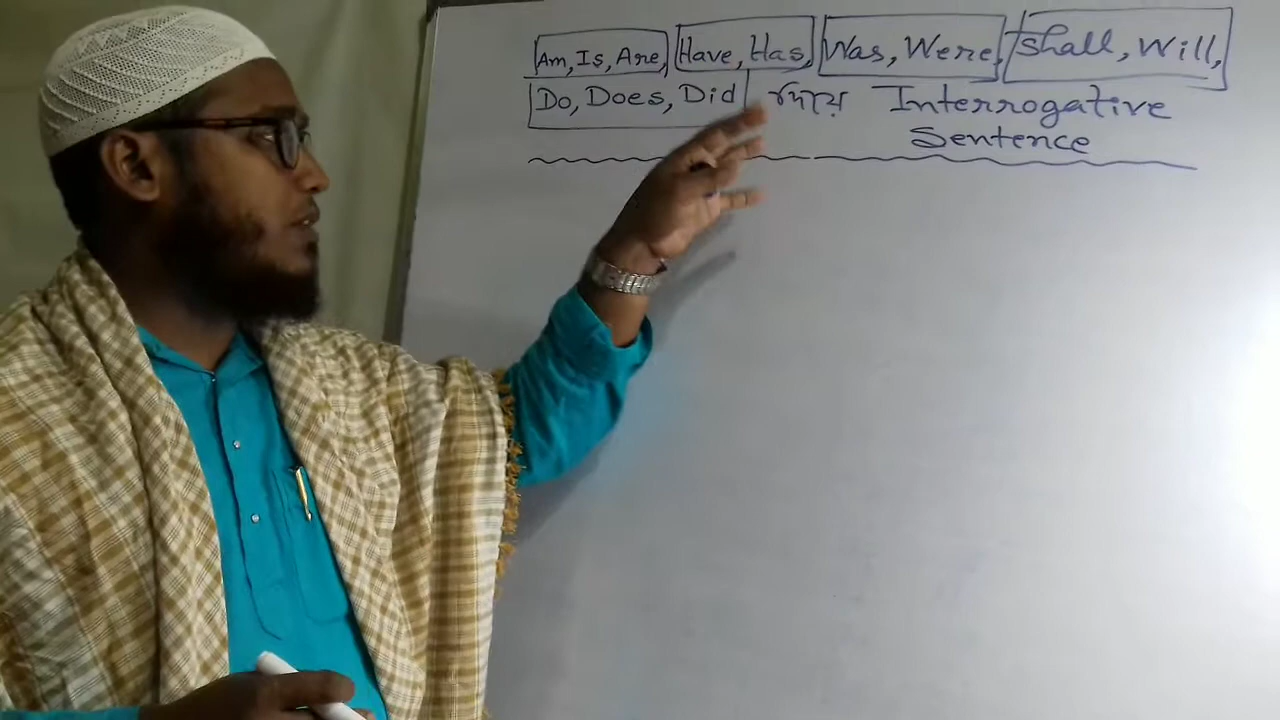 Am, Is, Are, Have, Has, Was, Were, Shall, Will,
Do, Does, Did Interrogative
Sentence